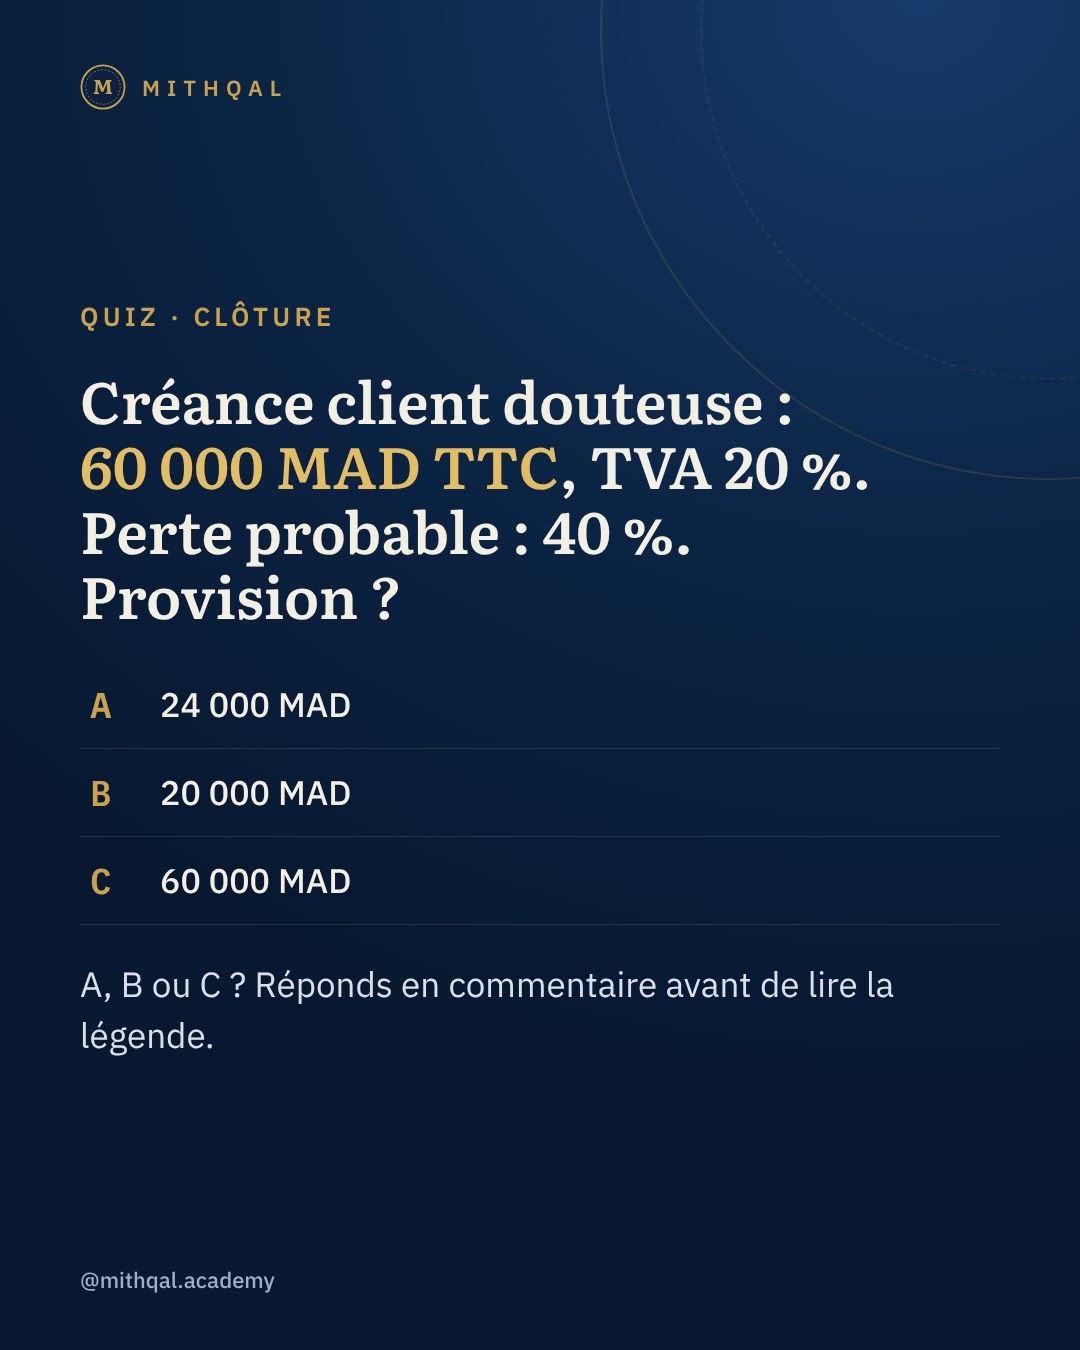 M MITHQAL
QUIZ · CLÔTURE
Créance client douteuse :
60 000 MAD TTC, TVA 20 %.
Perte probable : 40 %.
Provision ?
A 24 000 MAD
B 20 000 MAD
C 60 000 MAD
A, B ou C ? Réponds en commentaire avant de lire la
légende.
@mithqal.academy